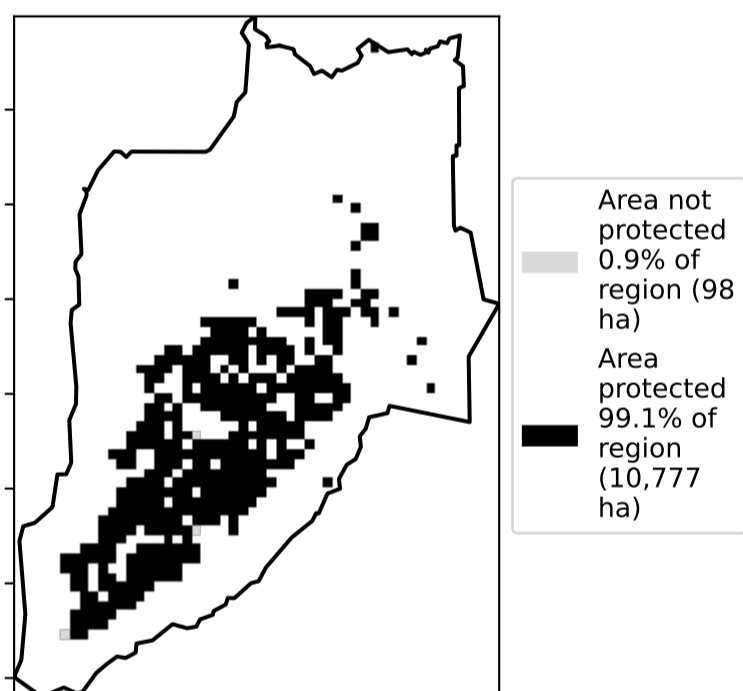 Area not
protected
0.9% of
region (98
ha)
Area
protected
99.1% of
region
(10,777
ha)